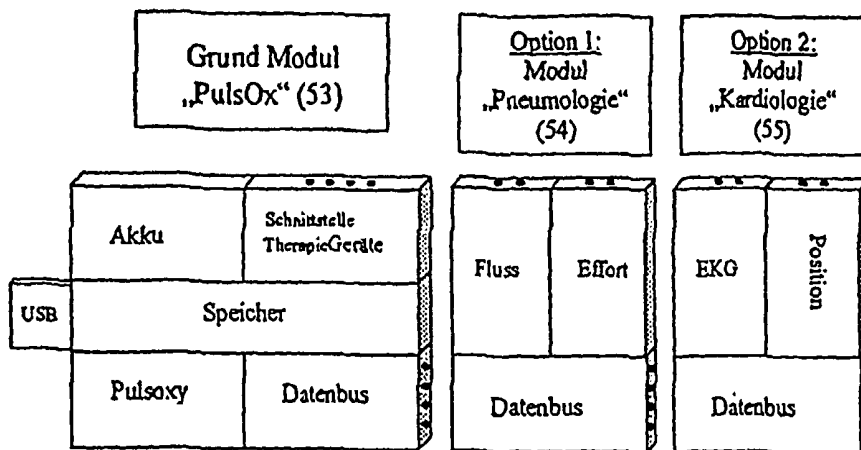 Grund Modul
„PulsOx“ (53)
Option 1:
Modul
„Pneumologie“
(54)
Option 2:
Modul
„Kardiologie“
(55)
Akku
Schnittstelle
TherapieGeräte
USB
Speicher
Pulsoxy
Datenbus
Fluss
Effort
Datenbus
EKG
Position
Datenbus